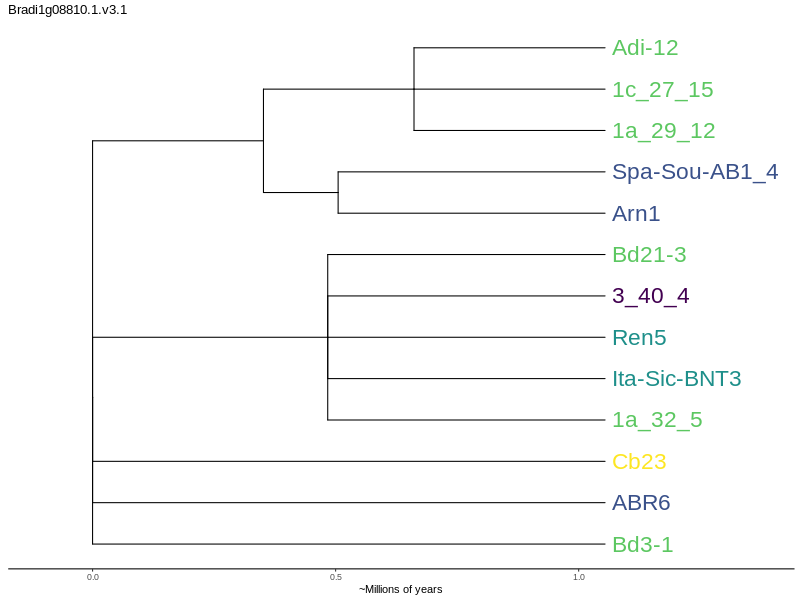 Bradi1g08810.1.v3.1
Adi-12
1c_27_15
1a_29_12
Spa-Sou-AB1_4
Arn1
Bd21-3
3_40_4
Ren5
Ita-Sic-BNT3
1a_32_5
Cb23
ABR6
Bd3-1
0.0 0.5 1.0
~Millions of years